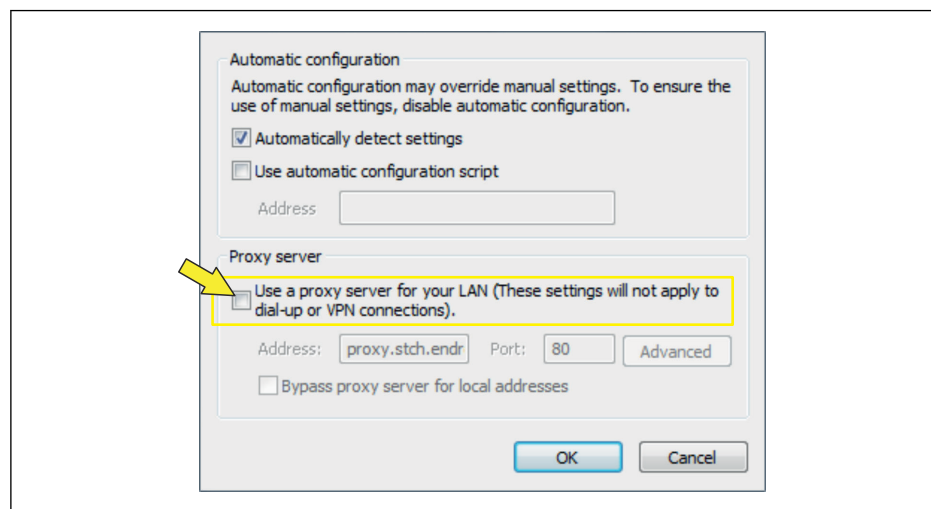 Automatic configuration
Automatic configuration may override manual settings. To ensure the
use of manual settings, disable automatic configuration.
Automatically detect settings
Use automatic configuration script
Address
Proxy server
Use a proxy server for your LAN (These settings will not apply to
dial-up or VPN connections).
Address: proxy.stch.endr Port: 80 Advanced
Bypass proxy server for local addresses
OK Cancel